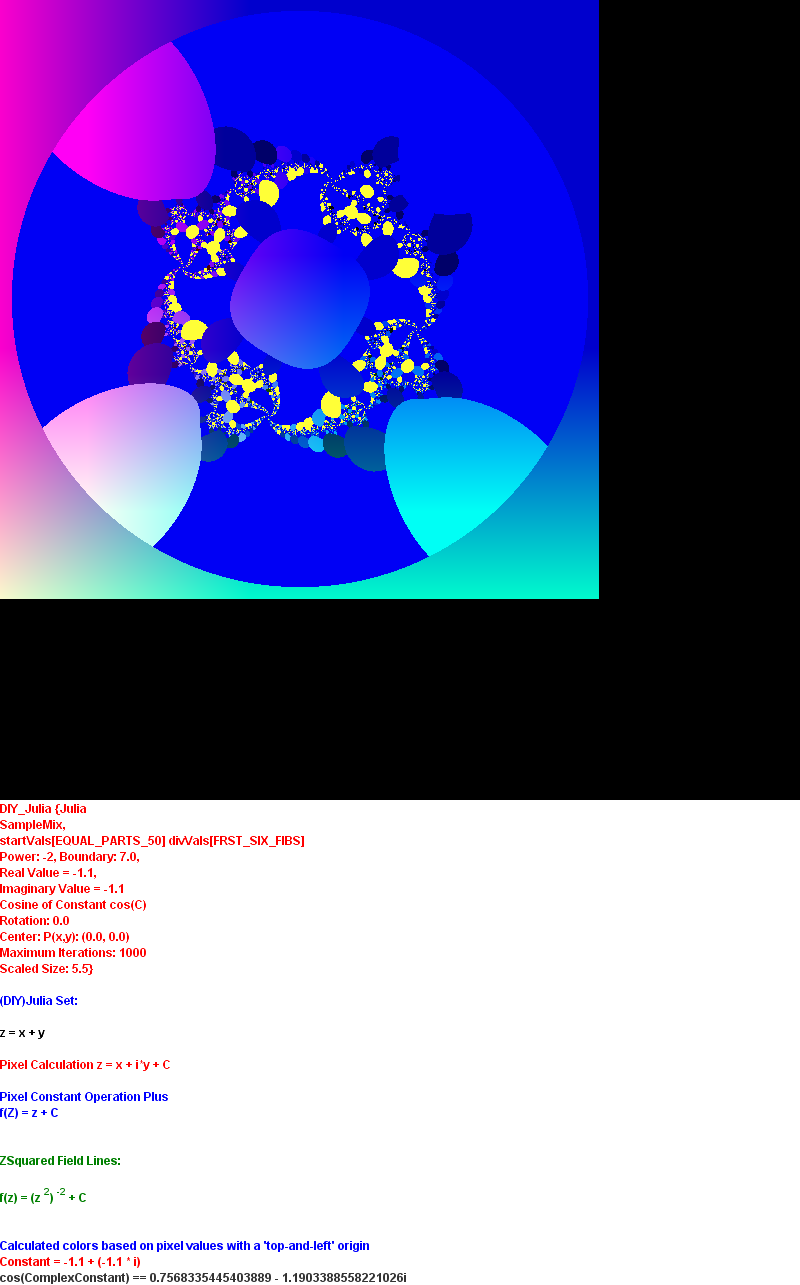 DIY_Julia {Julia
SampleMix,
startVals[EQUAL_PARTS_50] divVals[FRST_SIX_FIBS]
Power: -2, Boundary: 7.0,
Real Value = -1.1,
Imaginary Value = -1.1
Cosine of Constant cos(C)
Rotation: 0.0
Center: P(x,y): (0.0, 0.0)
Maximum Iterations: 1000
Scaled Size: 5.5}
(DIY)Julia Set:
z = x + y
Pixel Calculation z = x + i*y + C
Pixel Constant Operation Plus
f(Z) = z + C
ZSquared Field Lines:
f(z) = (z ²) ⁻² + C
Calculated colors based on pixel values with a 'top-and-left' origin
Constant = -1.1 + (-1.1 * i)
cos(ComplexConstant) == 0.7568335445403889 - 1.1903388558221026i